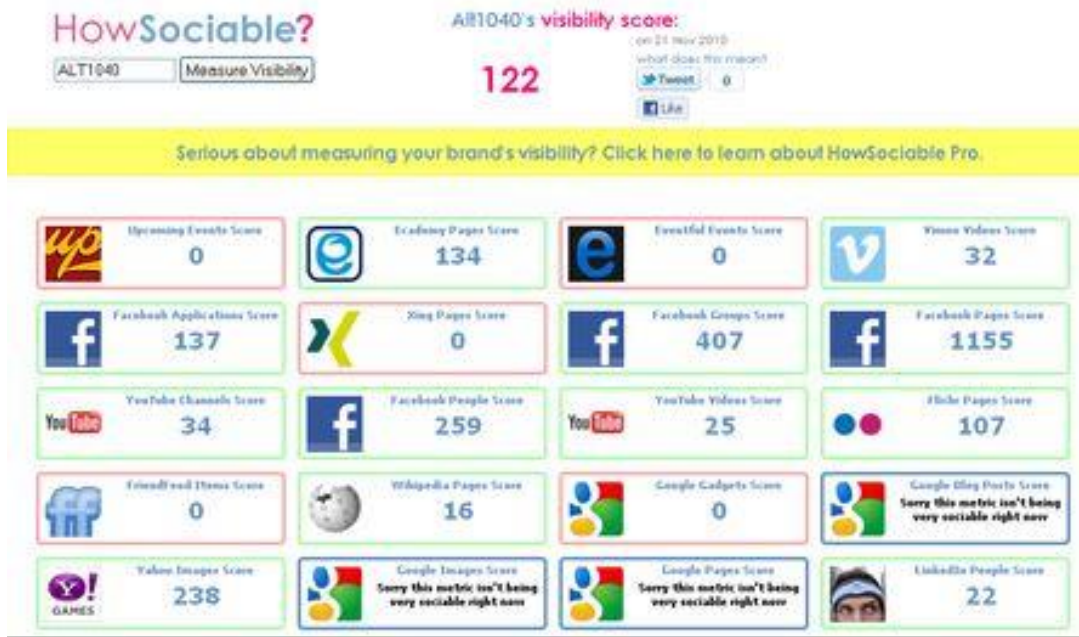 HowSociable?
Alt1040's visibility score:
on 21 Nov 2010
what does this mean?
ALT1040 Measure Visibility
122
Tweet 0
Like
Serious about measuring your brand's visibility? Click here to learn about HowSociable Pro.
up Upcoming Events Score
0
Ecademy Pages Score
134
e Eventful Events Score
0
Vimeo Videos Score
32
Facebook Applications Score
137
Xing Pages Score
0
Facebook Groups Score
407
Facebook Pages Score
1155
YouTube YouTube Channels Score
34
Facebook People Score
259
YouTube YouTube Videos Score
25
Flickr Pages Score
107
FriendFeed Items Score
0
Wikipedia Pages Score
16
Google Gadgets Score
0
Google Blog Posts Score
Sorry this metric isn't being
very sociable right now
Y! GAMES Yahoo Images Score
238
Google Images Score
Sorry this metric isn't being
very sociable right now
Google Pages Score
Sorry this metric isn't being
very sociable right now
LinkedIn People Score
22